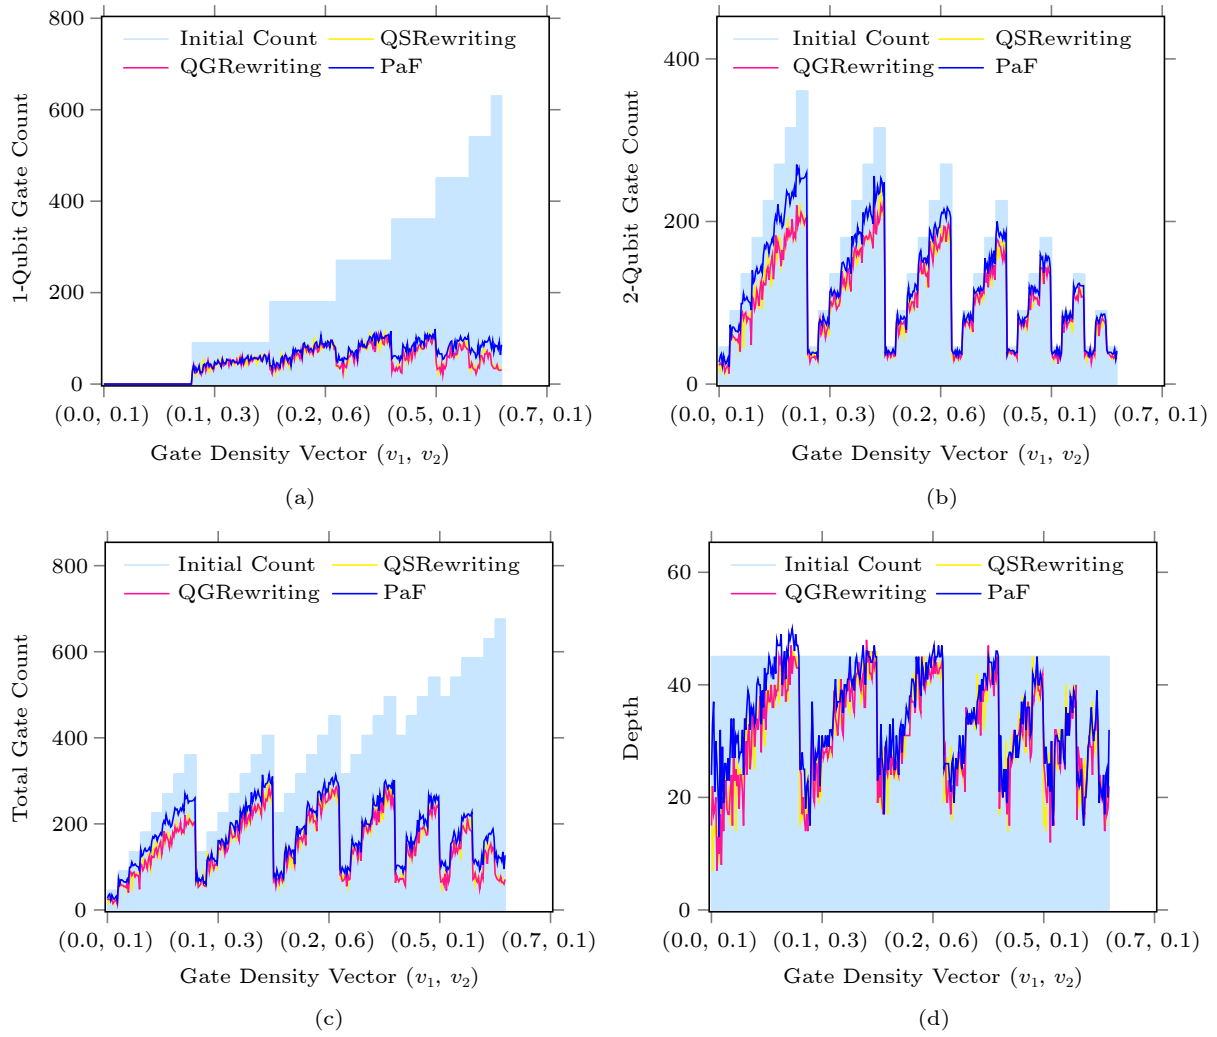 800
600
400
200
0
1-Qubit Gate Count
Initial Count
QSRewriting
QGRewriting
PaF
(0.0, 0.1)
(0.1, 0.3)
(0.2, 0.6)
(0.5, 0.1)
(0.7, 0.1)
Gate Density Vector (v₁, v₂)
(a)
400
200
0
2-Qubit Gate Count
Initial Count
QSRewriting
QGRewriting
PaF
(0.0, 0.1)
(0.1, 0.3)
(0.2, 0.6)
(0.5, 0.1)
(0.7, 0.1)
Gate Density Vector (v₁, v₂)
(b)
800
600
400
200
0
Total Gate Count
Initial Count
QSRewriting
QGRewriting
PaF
(0.0, 0.1)
(0.1, 0.3)
(0.2, 0.6)
(0.5, 0.1)
(0.7, 0.1)
Gate Density Vector (v₁, v₂)
(c)
60
40
20
0
Depth
Initial Count
QSRewriting
QGRewriting
PaF
(0.0, 0.1)
(0.1, 0.3)
(0.2, 0.6)
(0.5, 0.1)
(0.7, 0.1)
Gate Density Vector (v₁, v₂)
(d)